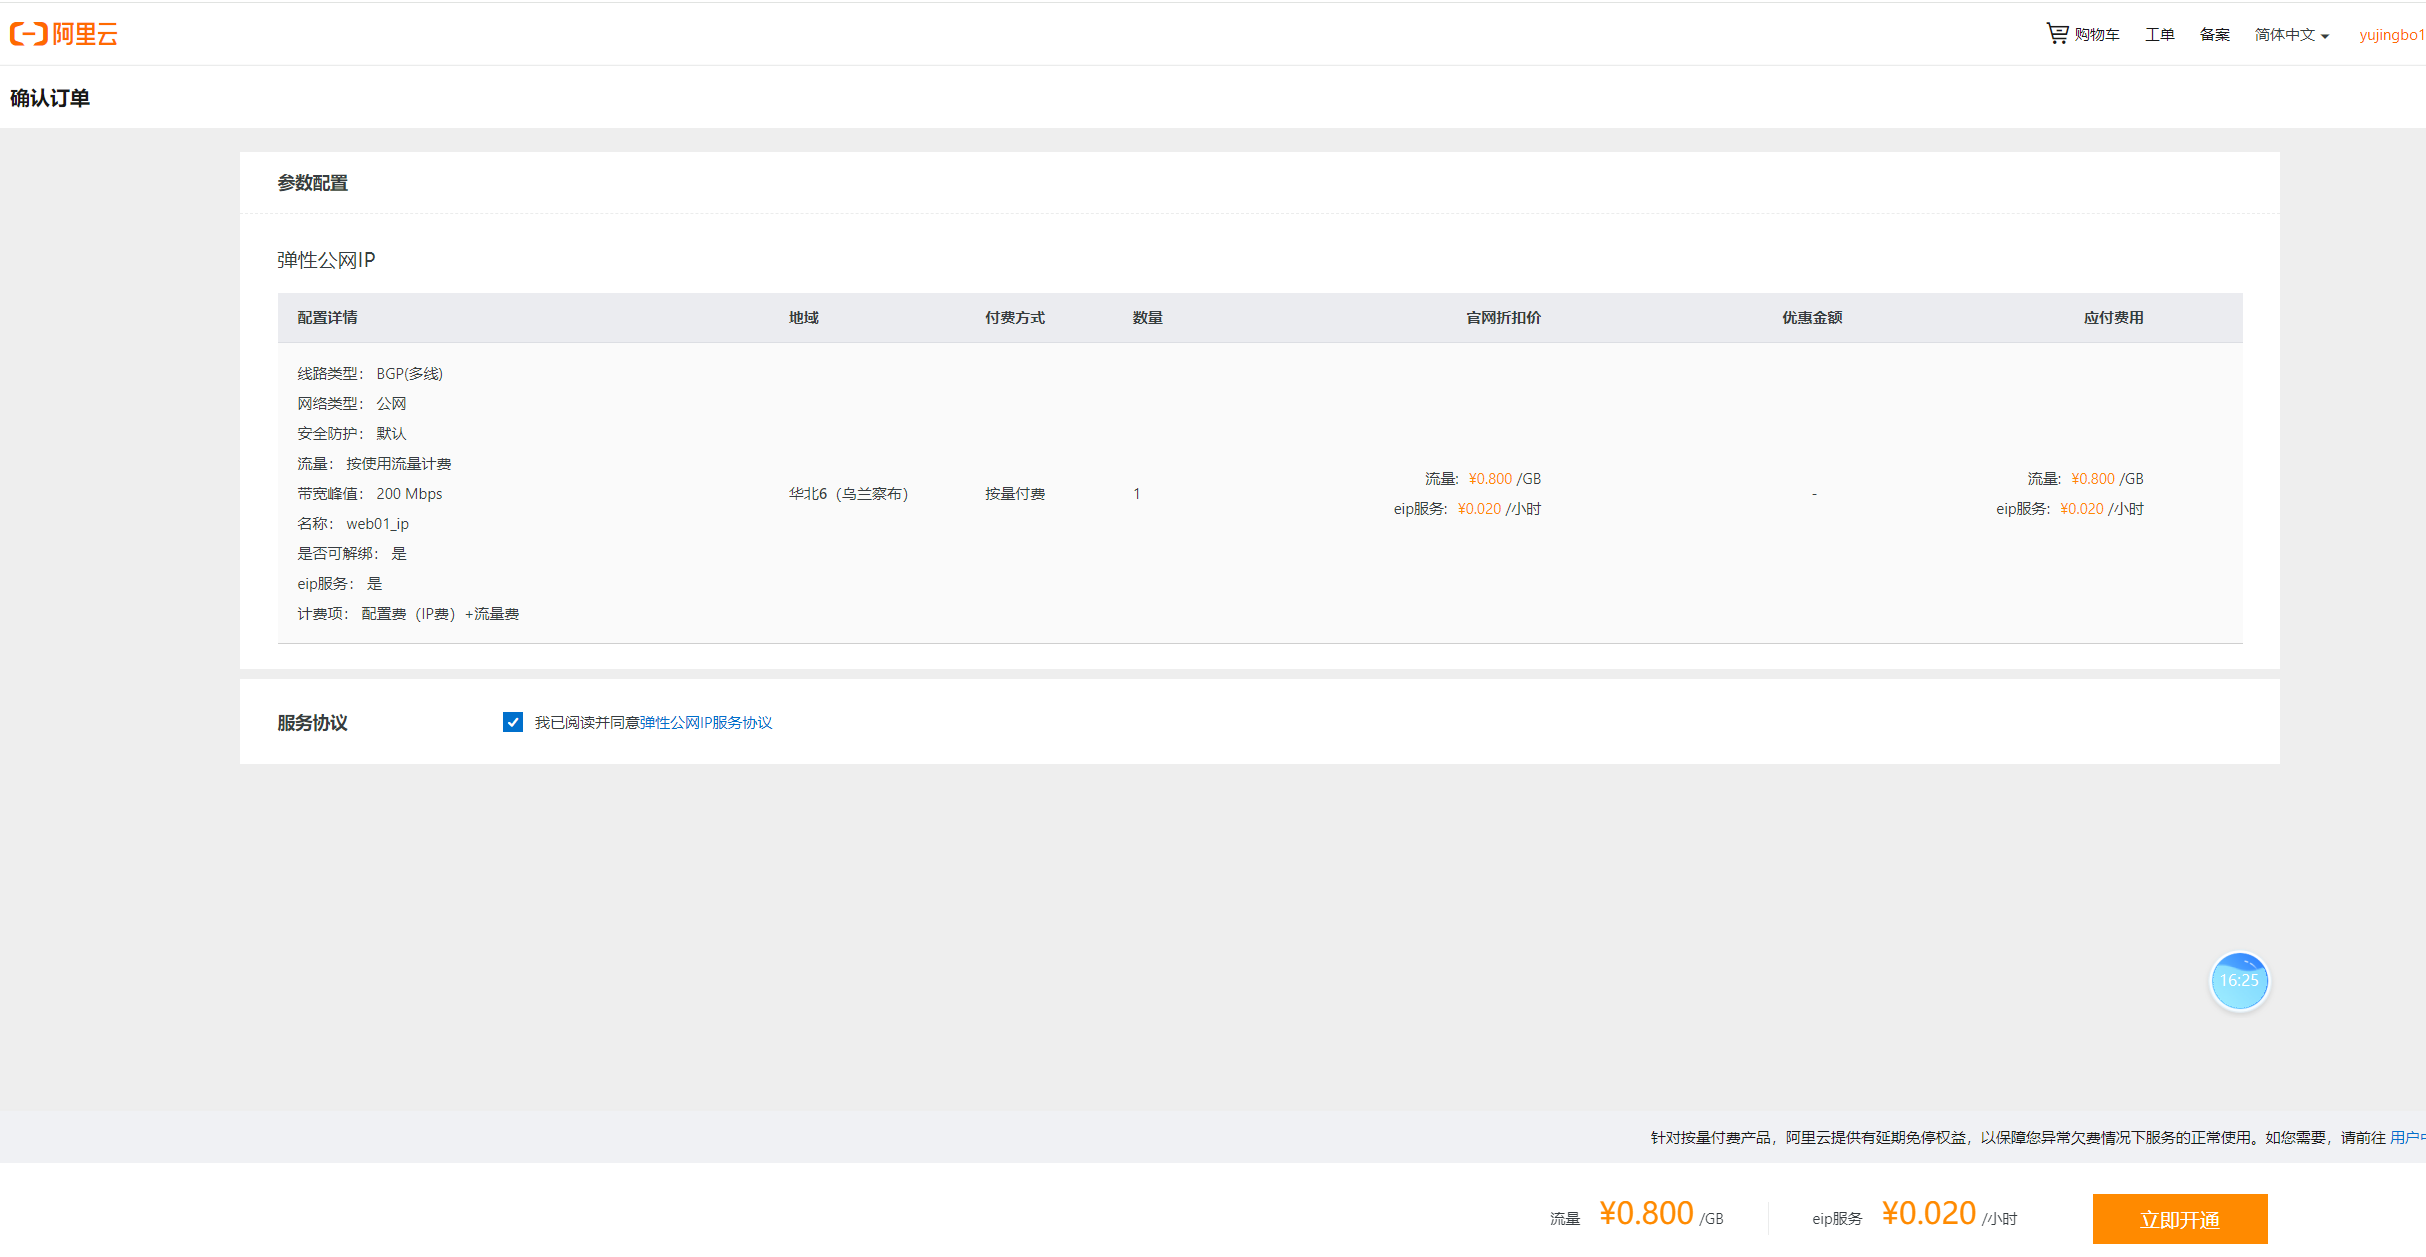 阿里云
购物车 工单 备案 简体中文 yujingbo1
确认订单
参数配置
弹性公网IP
配置详情 地域 付费方式 数量 官网折扣价 优惠金额 应付费用
线路类型： BGP(多线)
网络类型： 公网
安全防护： 默认
流量： 按使用流量计费
带宽峰值： 200 Mbps
名称： web01_ip
是否可解绑： 是
eip服务： 是
计费项： 配置费（IP费）+流量费
华北6（乌兰察布） 按量付费 1
流量: ¥0.800 /GB
eip服务: ¥0.020 /小时
-
流量: ¥0.800 /GB
eip服务: ¥0.020 /小时
服务协议 我已阅读并同意弹性公网IP服务协议
16:25
针对按量付费产品，阿里云提供有延期免停权益，以保障您异常欠费情况下服务的正常使用。如您需要，请前往 用户
流量 ¥0.800 /GB eip服务 ¥0.020 /小时 立即开通